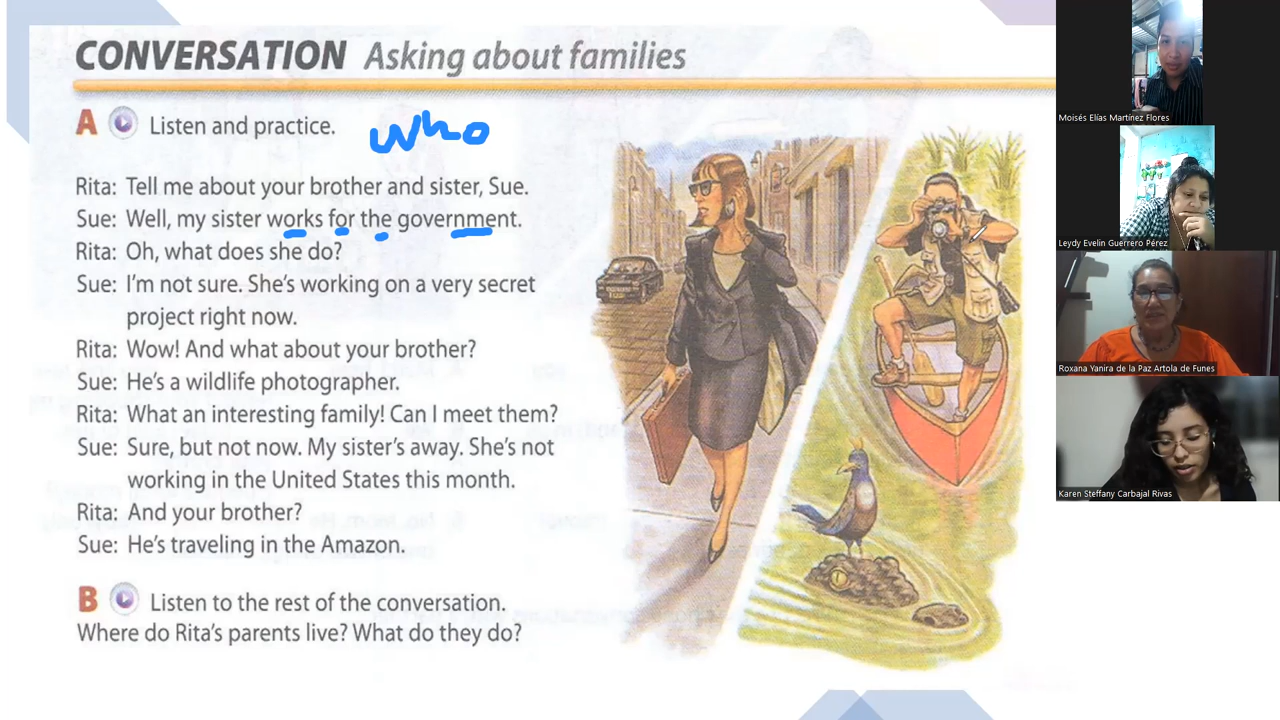 CONVERSATION Asking about families
A Listen and practice.
who
Rita: Tell me about your brother and sister, Sue.
Sue: Well, my sister works for the government.
Rita: Oh, what does she do?
Sue: I'm not sure. She's working on a very secret
project right now.
Rita: Wow! And what about your brother?
Sue: He's a wildlife photographer.
Rita: What an interesting family! Can I meet them?
Sue: Sure, but not now. My sister's away. She's not
working in the United States this month.
Rita: And your brother?
Sue: He's traveling in the Amazon.
B Listen to the rest of the conversation.
Where do Rita's parents live? What do they do?
Moisés Elías Martínez Flores
Leydy Evelin Guerrero Pérez
Roxana Yanira de la Paz Artola de Funes
Karen Steffany Carbajal Rivas